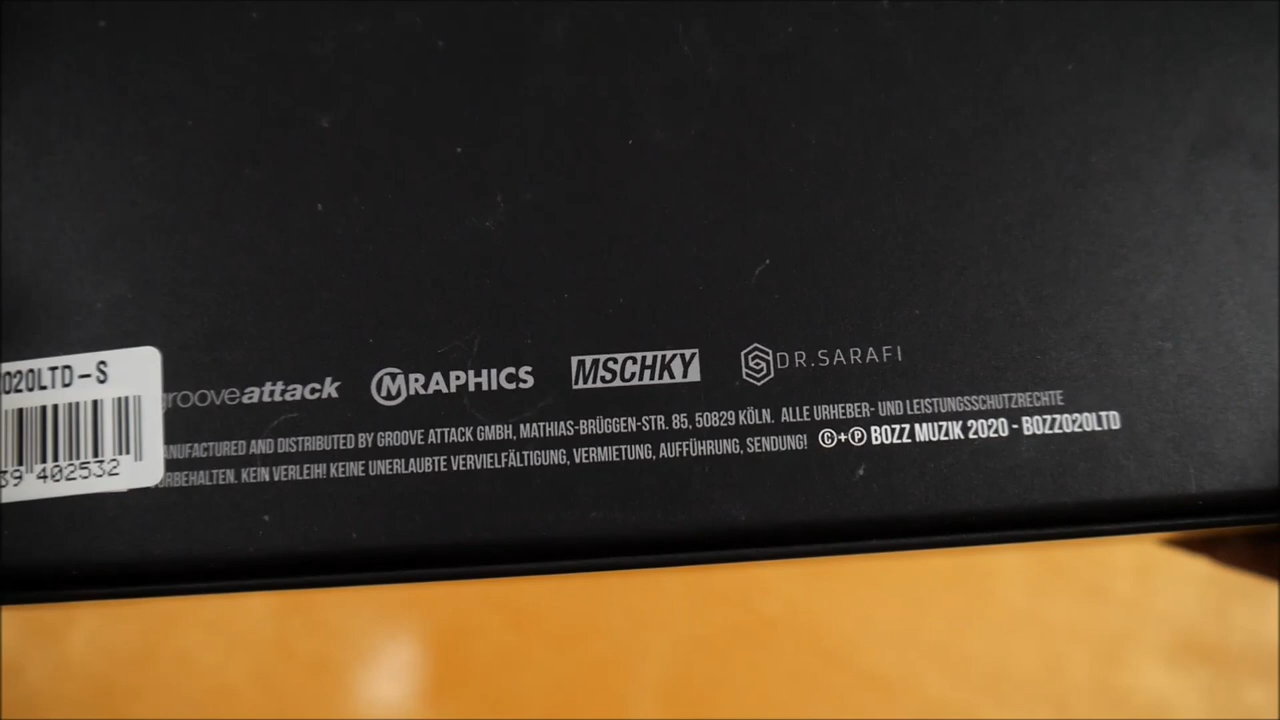 020LTD-S
39 402532
grooveattack
MRAPHICS
MSCHKY
DR.SARAFI
ANUFACTURED AND DISTRIBUTED BY GROOVE ATTACK GMBH, MATHIAS-BRÜGGEN-STR. 85, 50829 KÖLN. ALLE URHEBER- UND LEISTUNGSSCHUTZRECHTE
ORBEHALTEN. KEIN VERLEIH! KEINE UNERLAUBTE VERVIELFÄLTIGUNG, VERMIETUNG, AUFFÜHRUNG, SENDUNG! ©+℗ BOZZ MUZIK 2020 - BOZZ020LTD